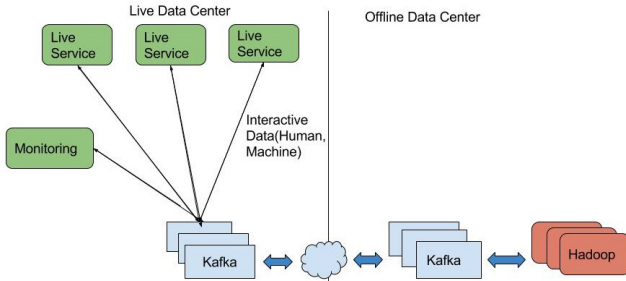 Live Data Center
Offline Data Center
Live
Service
Live
Service
Live
Service
Interactive
Data(Human,
Machine)
Monitoring
Kafka
Kafka
Hadoop